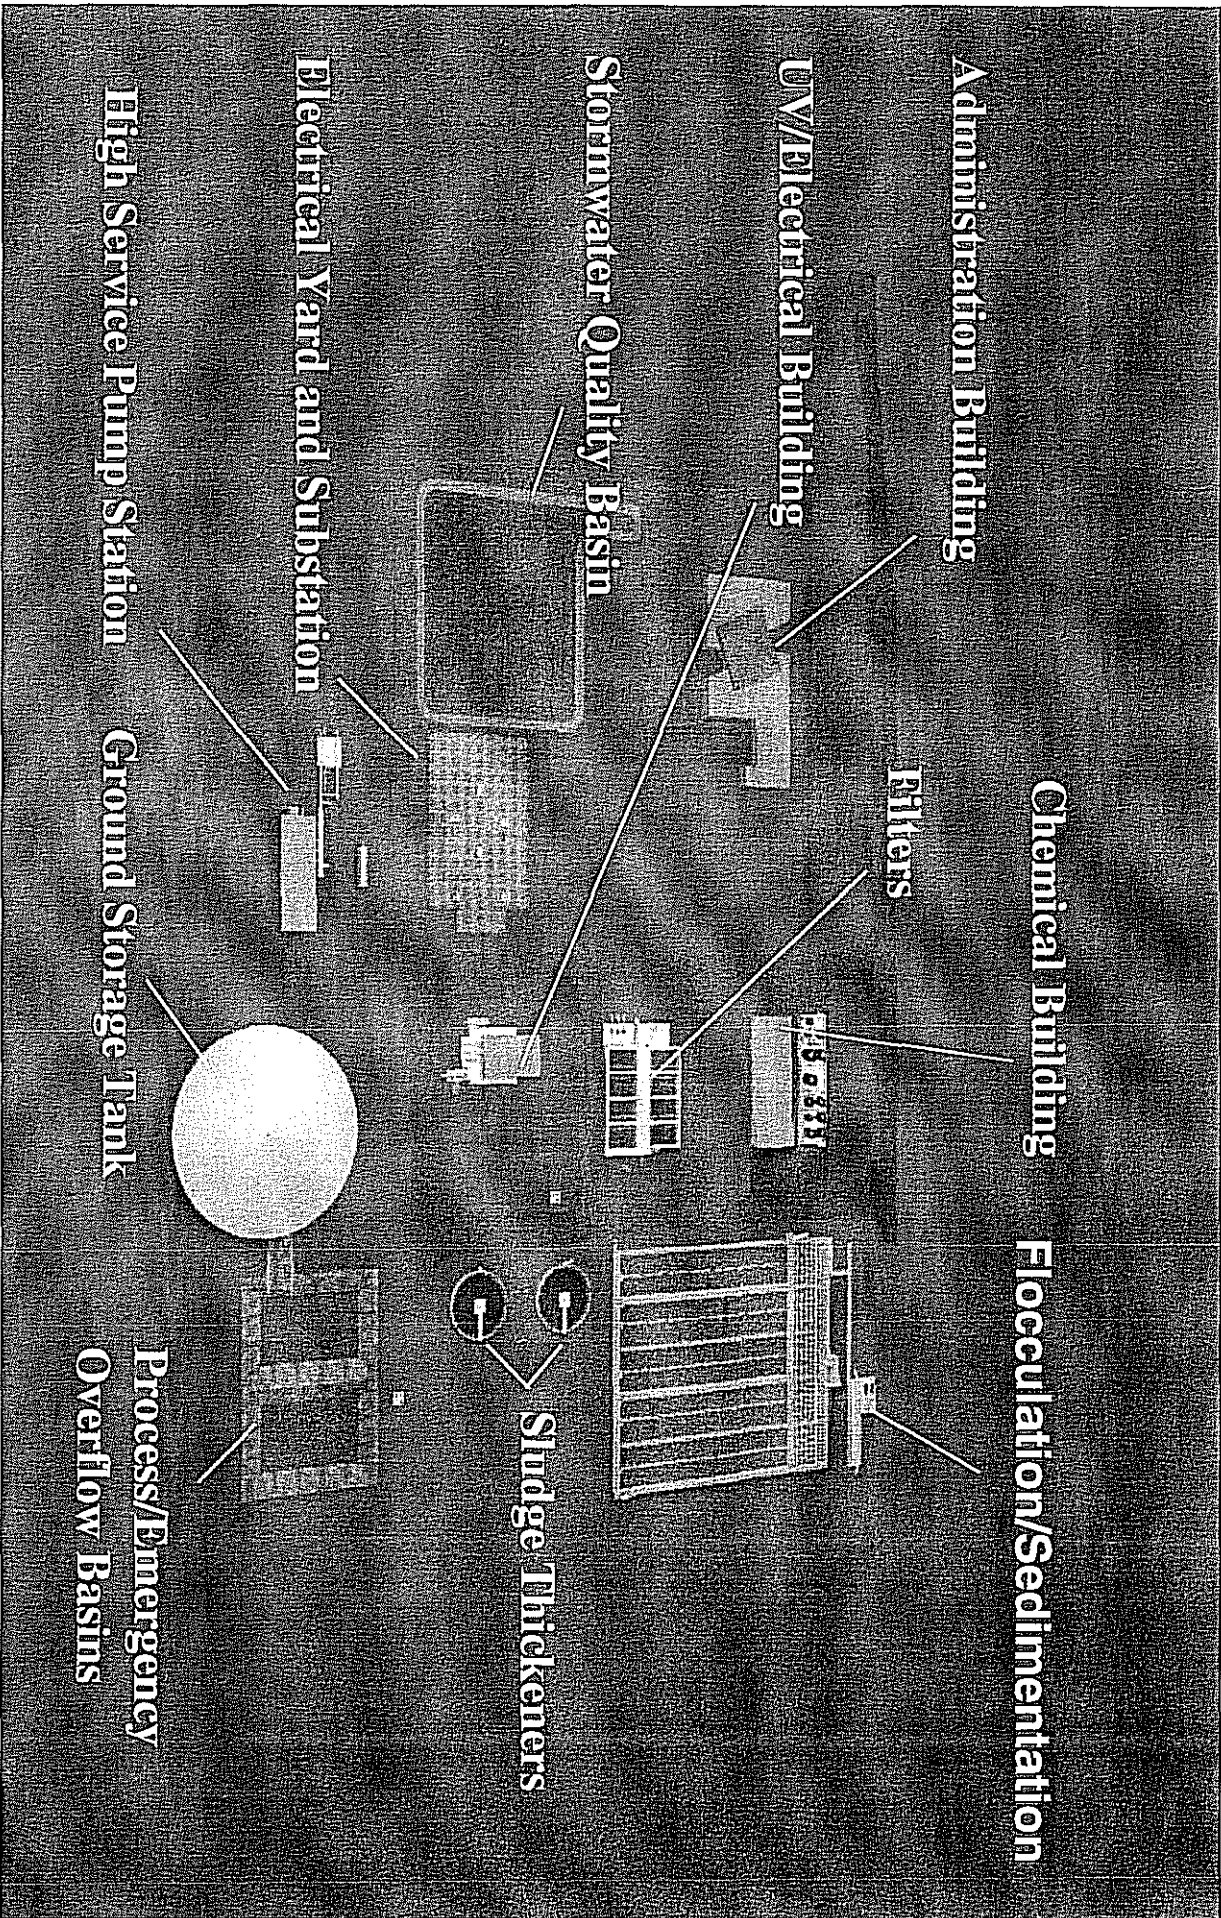 Chemical Building
Flocculation/Sedimentation
Administration Building
Filters
UV/Electrical Building
Stormwater Quality Basin
Sludge Thickeners
Electrical Yard and Substation
High Service Pump Station
Ground Storage Tank
Process/Emergency
Overflow Basins